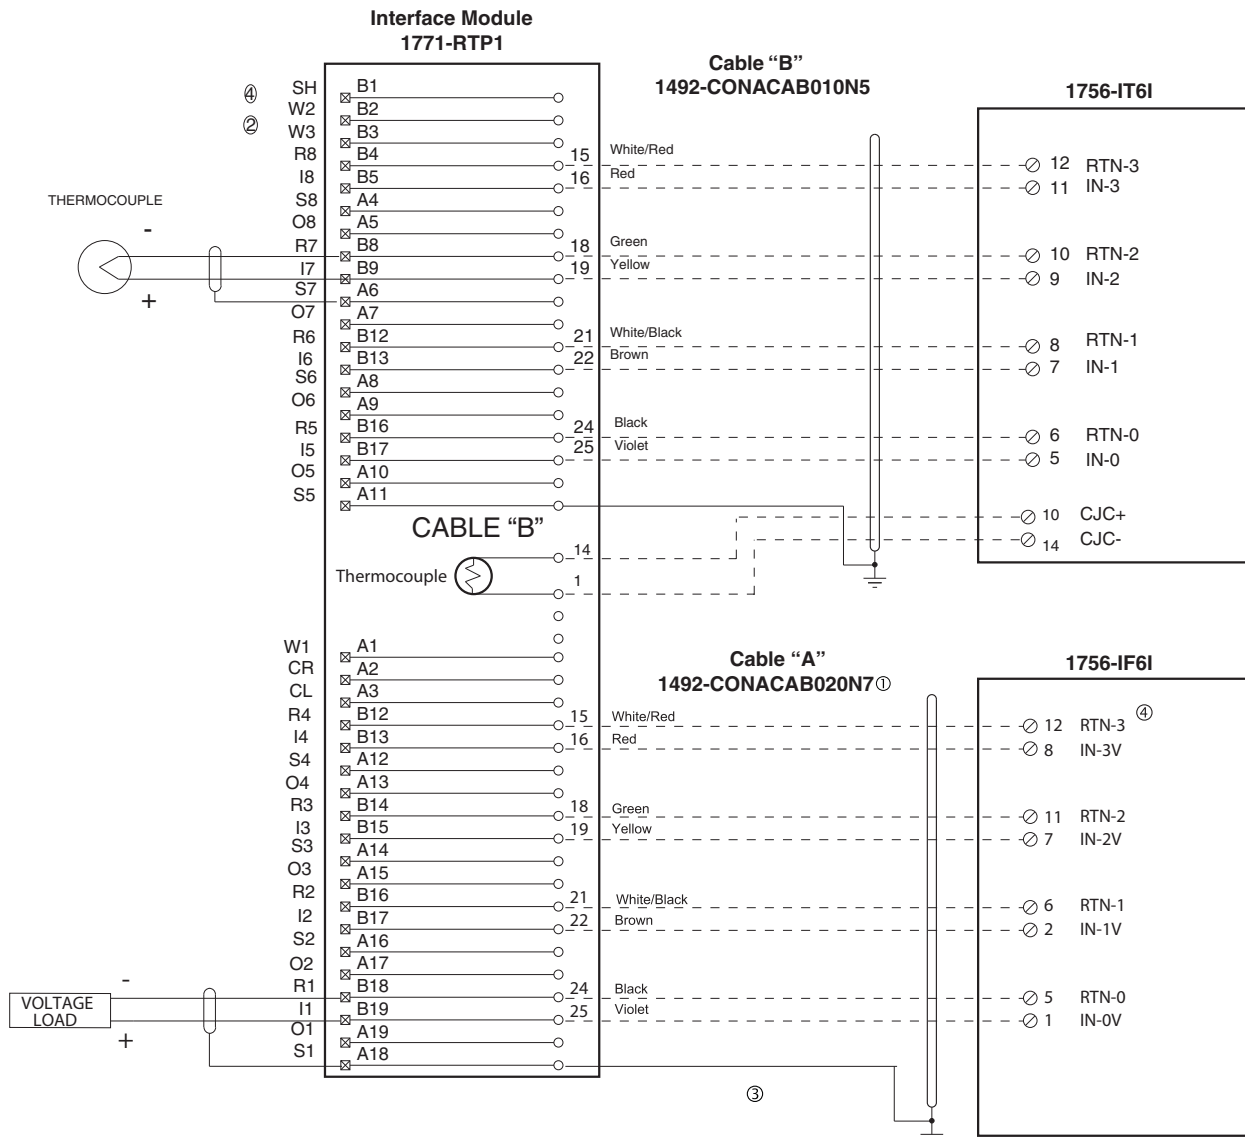 Interface Module
1771-RTP1
Cable “B”
1492-CONACAB010N5
1756-IT6I
④ SH B1
W2 B2
② W3 B3
R8 B4 15 White/Red 12 RTN-3
I8 B5 16 Red 11 IN-3
THERMOCOUPLE
S8 A4
O8 A5
- R7 B8 18 Green 10 RTN-2
I7 B9 19 Yellow 9 IN-2
+ S7 A6
O7 A7
R6 B12 21 White/Black 8 RTN-1
I6 B13 22 Brown 7 IN-1
S6 A8
O6 A9
R5 B16 24 Black 6 RTN-0
I5 B17 25 Violet 5 IN-0
O5 A10
S5 A11
CABLE “B”
10 CJC+
14 CJC-
14
Thermocouple
1
W1 A1
CR A2
CL A3
Cable “A”
1492-CONACAB020N7①
1756-IF6I
④
R4 B12 15 White/Red 12 RTN-3
I4 B13 16 Red 8 IN-3V
S4 A12
O4 A13
R3 B14 18 Green 11 RTN-2
I3 B15 19 Yellow 7 IN-2V
S3 A14
O3 A15
R2 B16 21 White/Black 6 RTN-1
I2 B17 22 Brown 2 IN-1V
S2 A16
O2 A17
- R1 B18 24 Black 5 RTN-0
VOLTAGE
LOAD
I1 B19 25 Violet 1 IN-0V
+ O1 A19
S1 A18
③